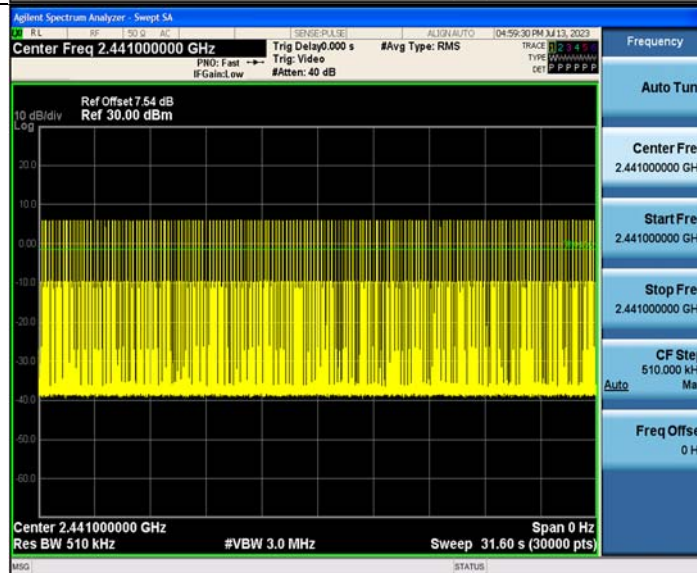 Agilent Spectrum Analyzer - Swept SA
RL RF 50 Ω AC SENSE:PULSE ALIGN AUTO 04:59:30 PM Jul 13, 2023
Center Freq 2.441000000 GHz
PNO: Fast
IFGain:Low
Trig Delay0.000 s
Trig: Video
#Atten: 40 dB
#Avg Type: RMS
TRACE 1 2 3 4 5 6
TYPE
DET P P P P P P
Frequency
Auto Tun
Center Fre
2.441000000 GH
Start Fre
2.441000000 GH
Stop Fre
2.441000000 GH
CF Ste
510.000 kH
Auto Ma
Freq Offse
0 H
Ref Offset 7.54 dB
10 dB/div Ref 30.00 dBm
Log
20.0
10.0
0.00
-10.0
-20.0
-30.0
-40.0
-50.0
-60.0
Center 2.441000000 GHz Span 0 Hz
Res BW 510 kHz #VBW 3.0 MHz Sweep 31.60 s (30000 pts)
MSG STATUS